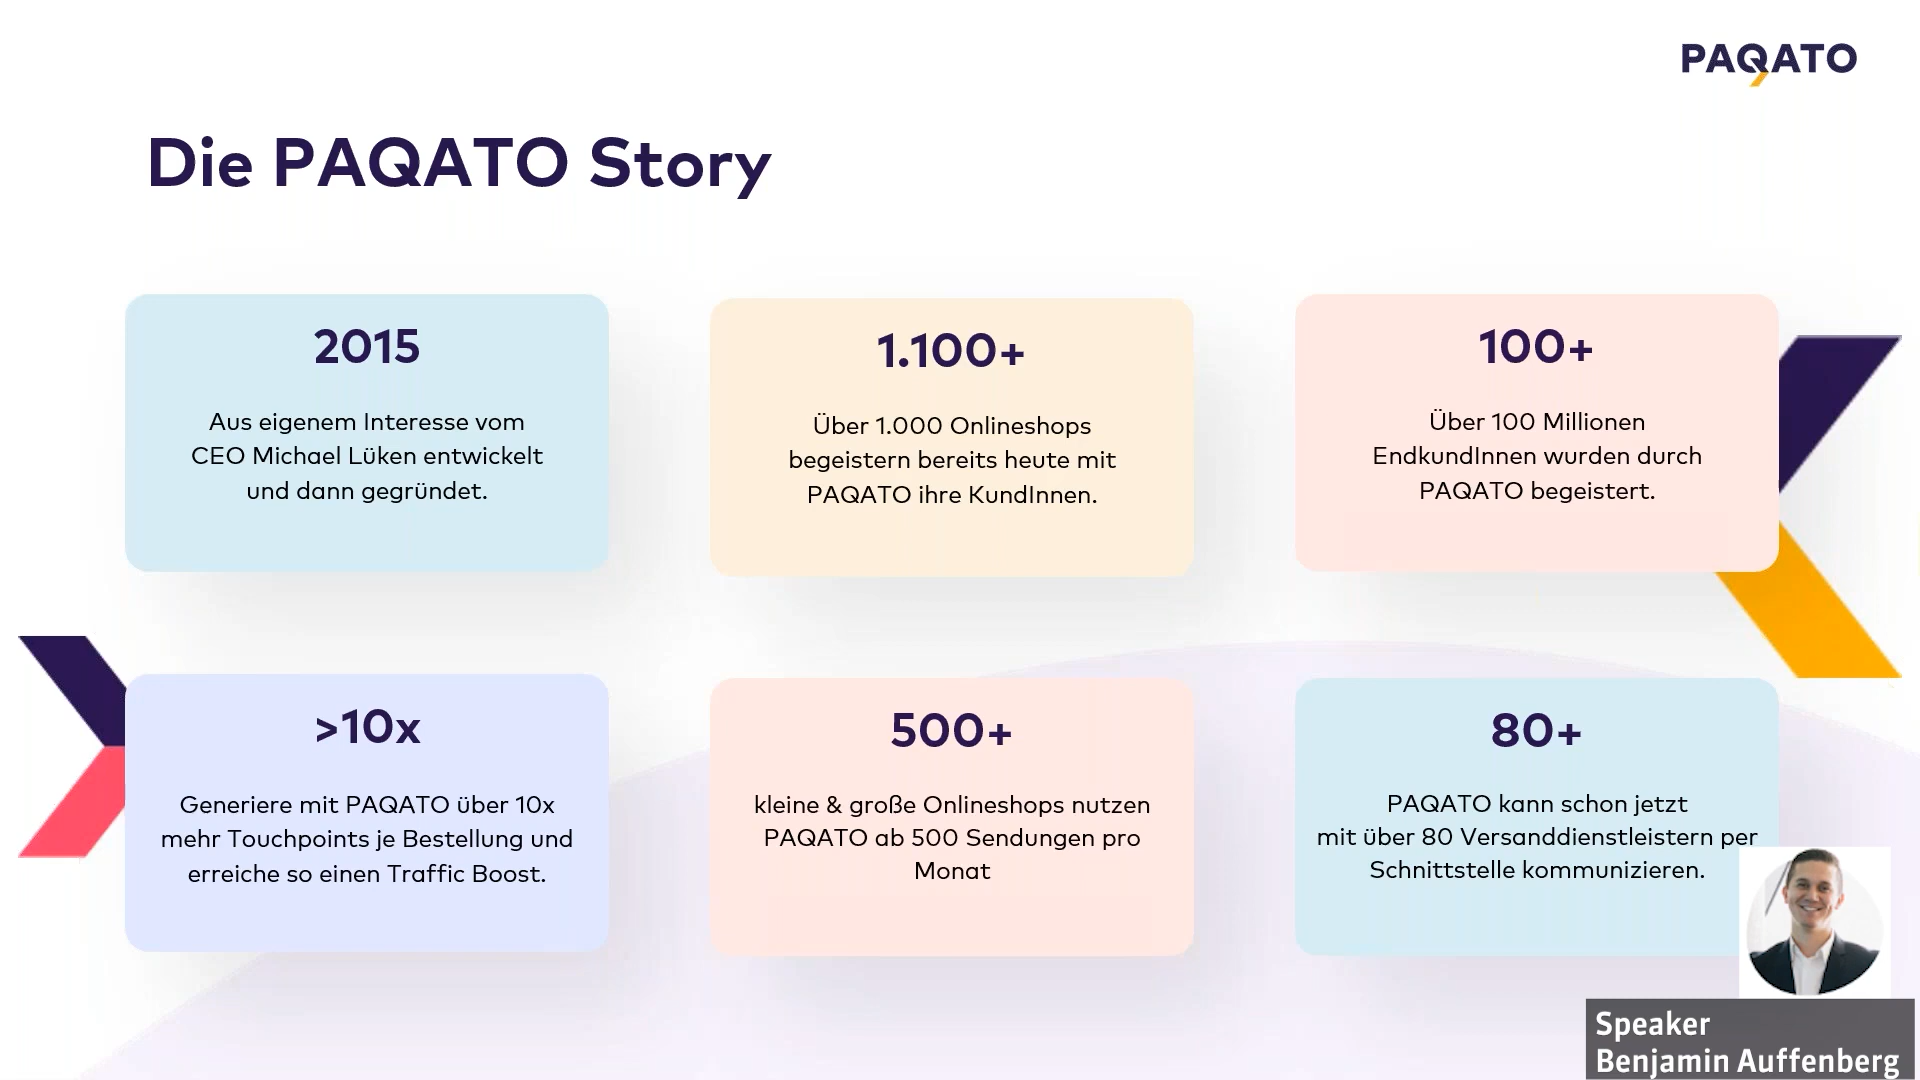 PAQATO
Die PAQATO Story
2015
Aus eigenem Interesse vom
CEO Michael Lüken entwickelt
und dann gegründet.
1.100+
Über 1.000 Onlineshops
begeistern bereits heute mit
PAQATO ihre KundInnen.
100+
Über 100 Millionen
EndkundInnen wurden durch
PAQATO begeistert.
>10x
Generiere mit PAQATO über 10x
mehr Touchpoints je Bestellung und
erreiche so einen Traffic Boost.
500+
kleine & große Onlineshops nutzen
PAQATO ab 500 Sendungen pro
Monat
80+
PAQATO kann schon jetzt
mit über 80 Versanddienstleistern per
Schnittstelle kommunizieren.
Speaker
Benjamin Auffenberg